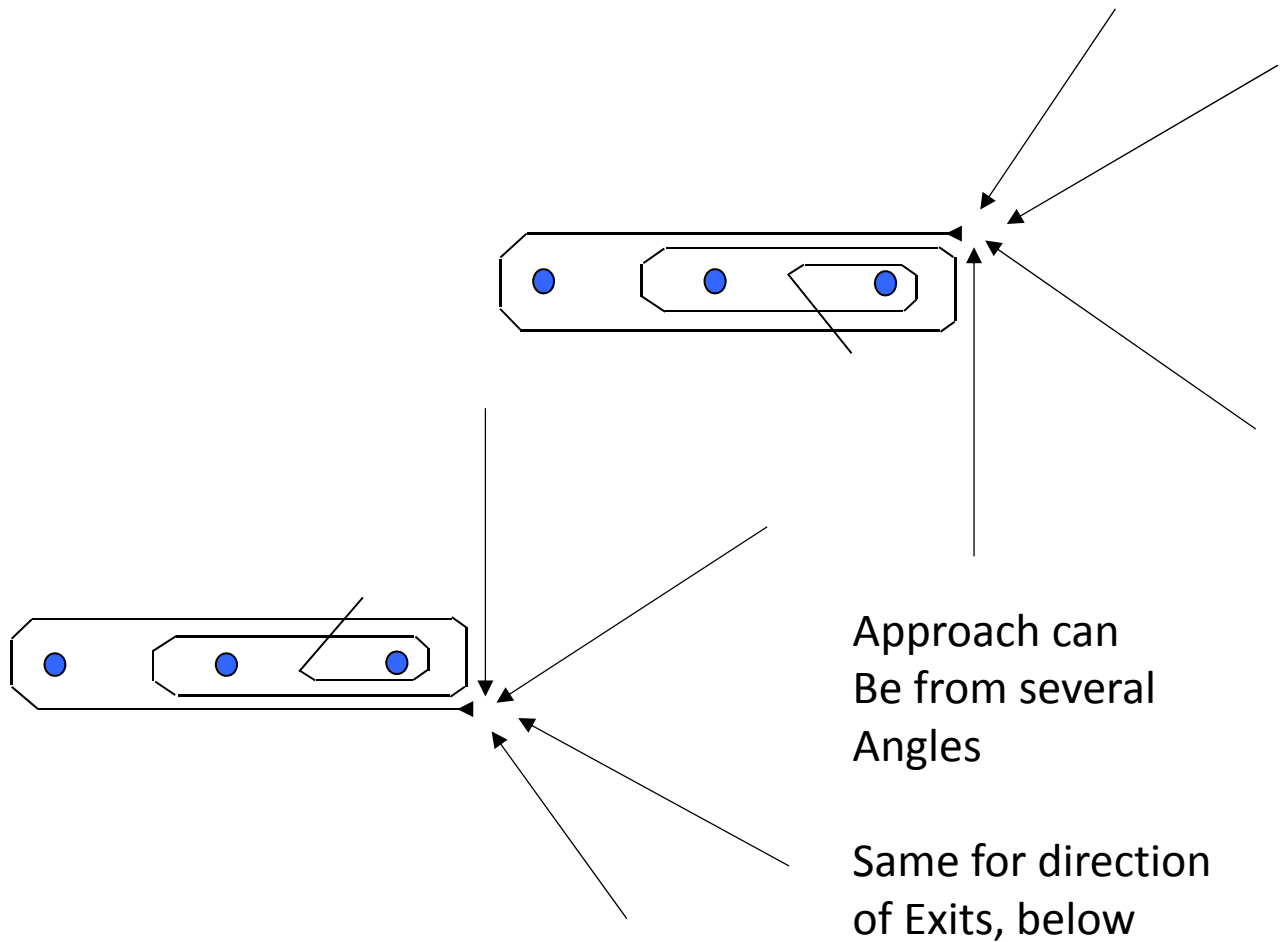 Approach can
Be from several
Angles
Same for direction
of Exits, below